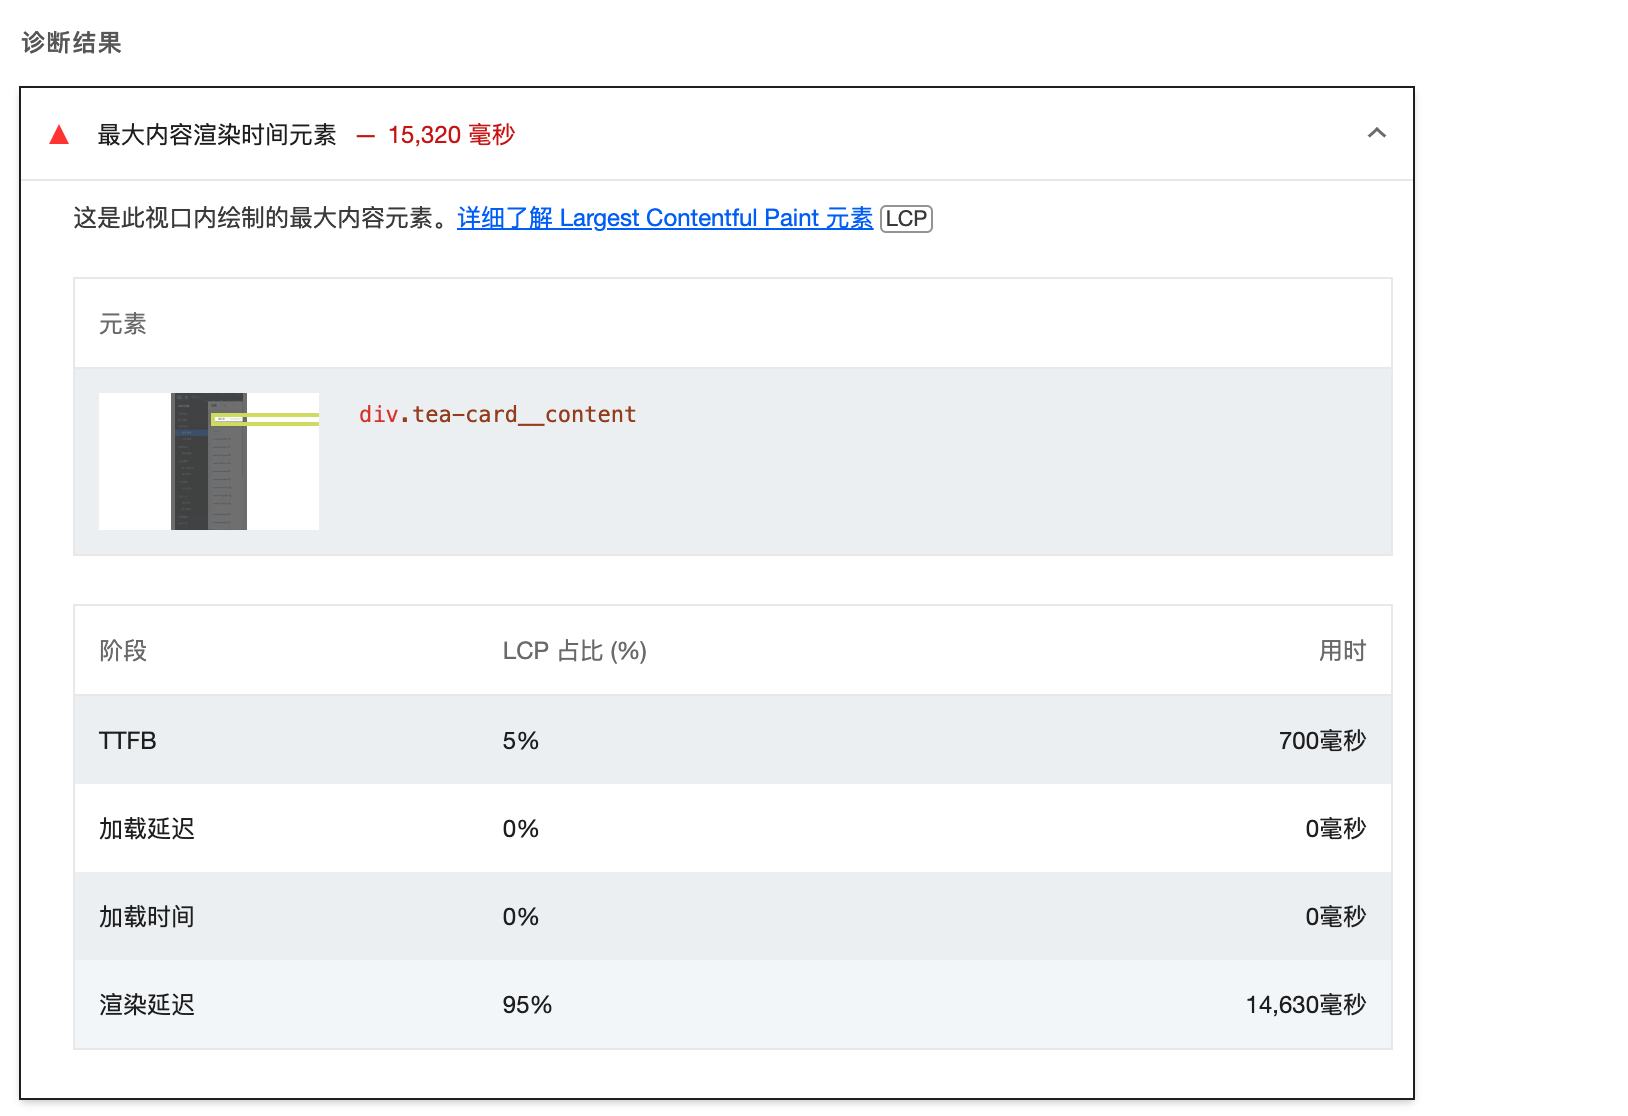 诊断结果
最大内容渲染时间元素 — 15,320 毫秒
这是此视口内绘制的最大内容元素。详细了解 Largest Contentful Paint 元素 LCP
元素
div.tea-card__content
阶段 LCP 占比 (%) 用时
TTFB 5% 700毫秒
加载延迟 0% 0毫秒
加载时间 0% 0毫秒
渲染延迟 95% 14,630毫秒